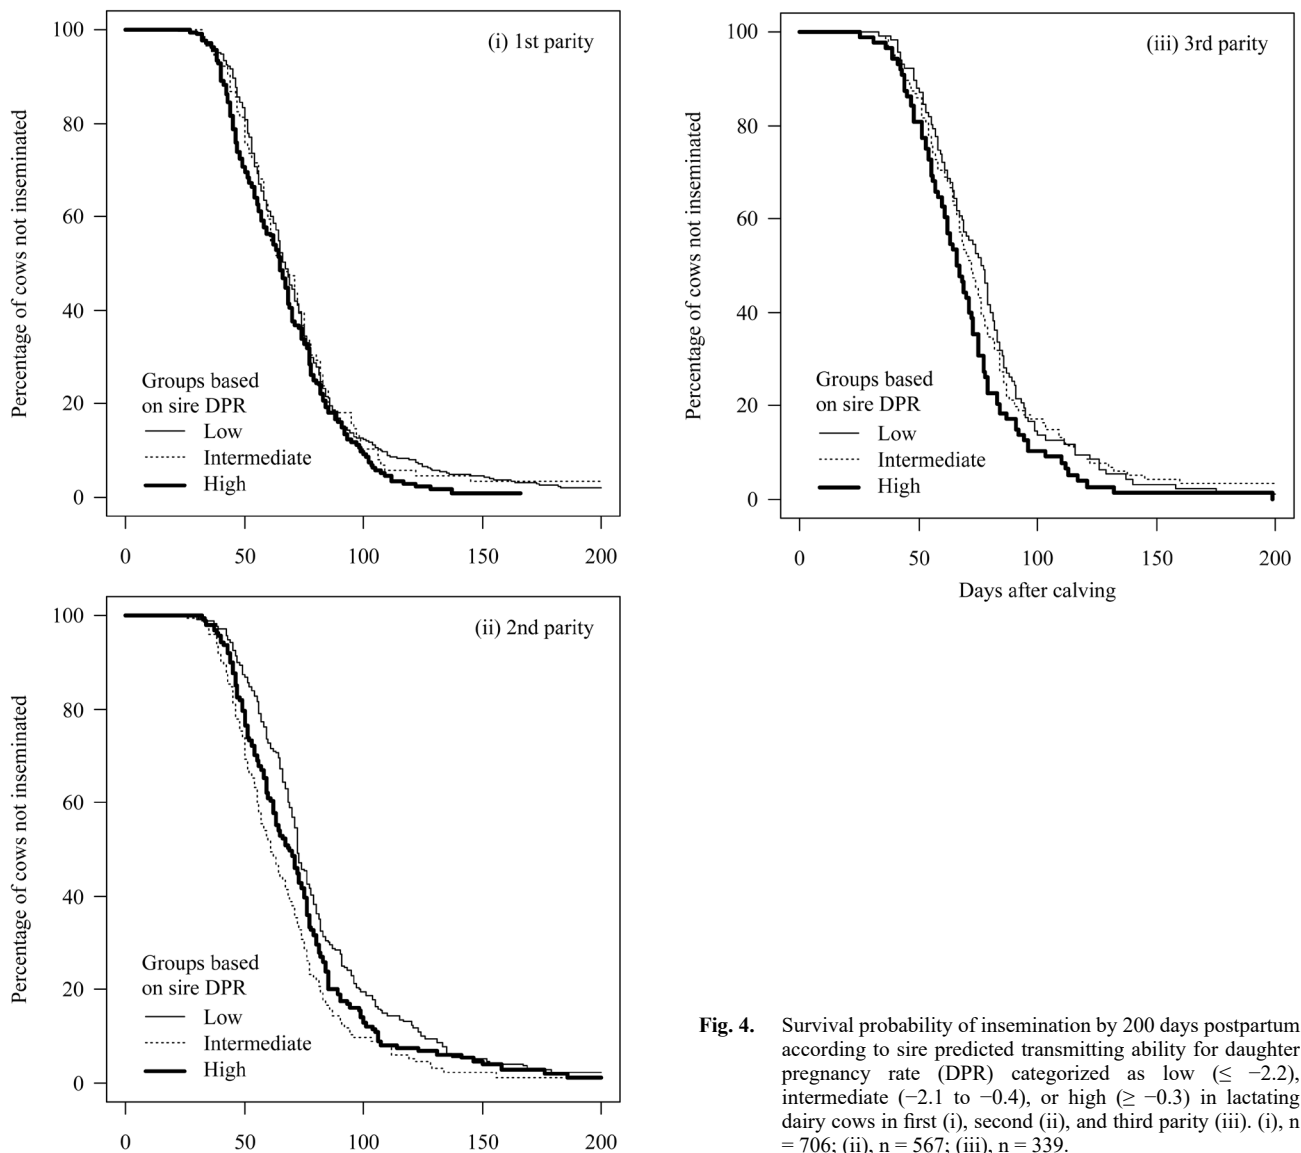 (i) 1st parity
Percentage of cows not inseminated
100
80
60
40
20
0
Groups based
on sire DPR
Low
Intermediate
High
0 50 100 150 200
(iii) 3rd parity
Percentage of cows not inseminated
100
80
60
40
20
0
Groups based
on sire DPR
Low
Intermediate
High
0 50 100 150 200
Days after calving
(ii) 2nd parity
Percentage of cows not inseminated
100
80
60
40
20
0
Groups based
on sire DPR
Low
Intermediate
High
0 50 100 150 200
Fig. 4. Survival probability of insemination by 200 days postpartum
according to sire predicted transmitting ability for daughter
pregnancy rate (DPR) categorized as low (≤ −2.2),
intermediate (−2.1 to −0.4), or high (≥ −0.3) in lactating
dairy cows in first (i), second (ii), and third parity (iii). (i), n
= 706; (ii), n = 567; (iii), n = 339.